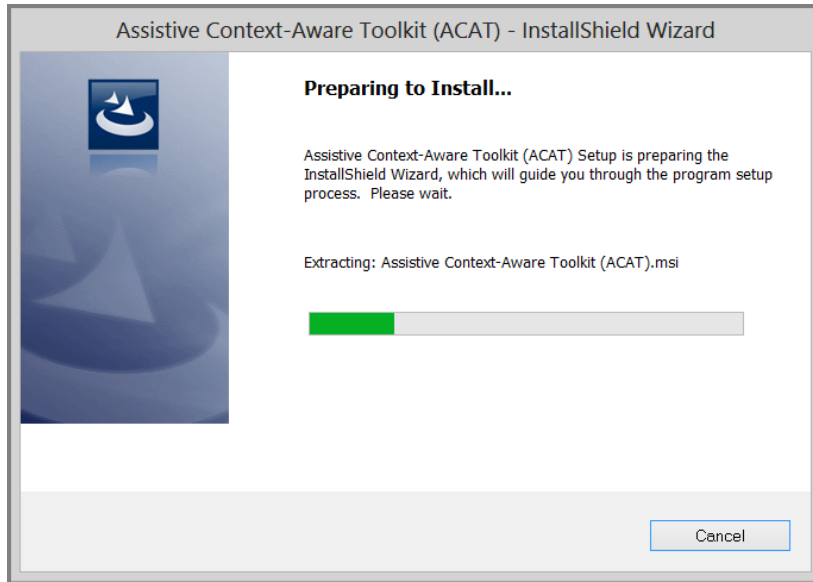 Assistive Context-Aware Toolkit (ACAT) - InstallShield Wizard
Preparing to Install...
Assistive Context-Aware Toolkit (ACAT) Setup is preparing the
InstallShield Wizard, which will guide you through the program setup
process.  Please wait.
Extracting: Assistive Context-Aware Toolkit (ACAT).msi
Cancel